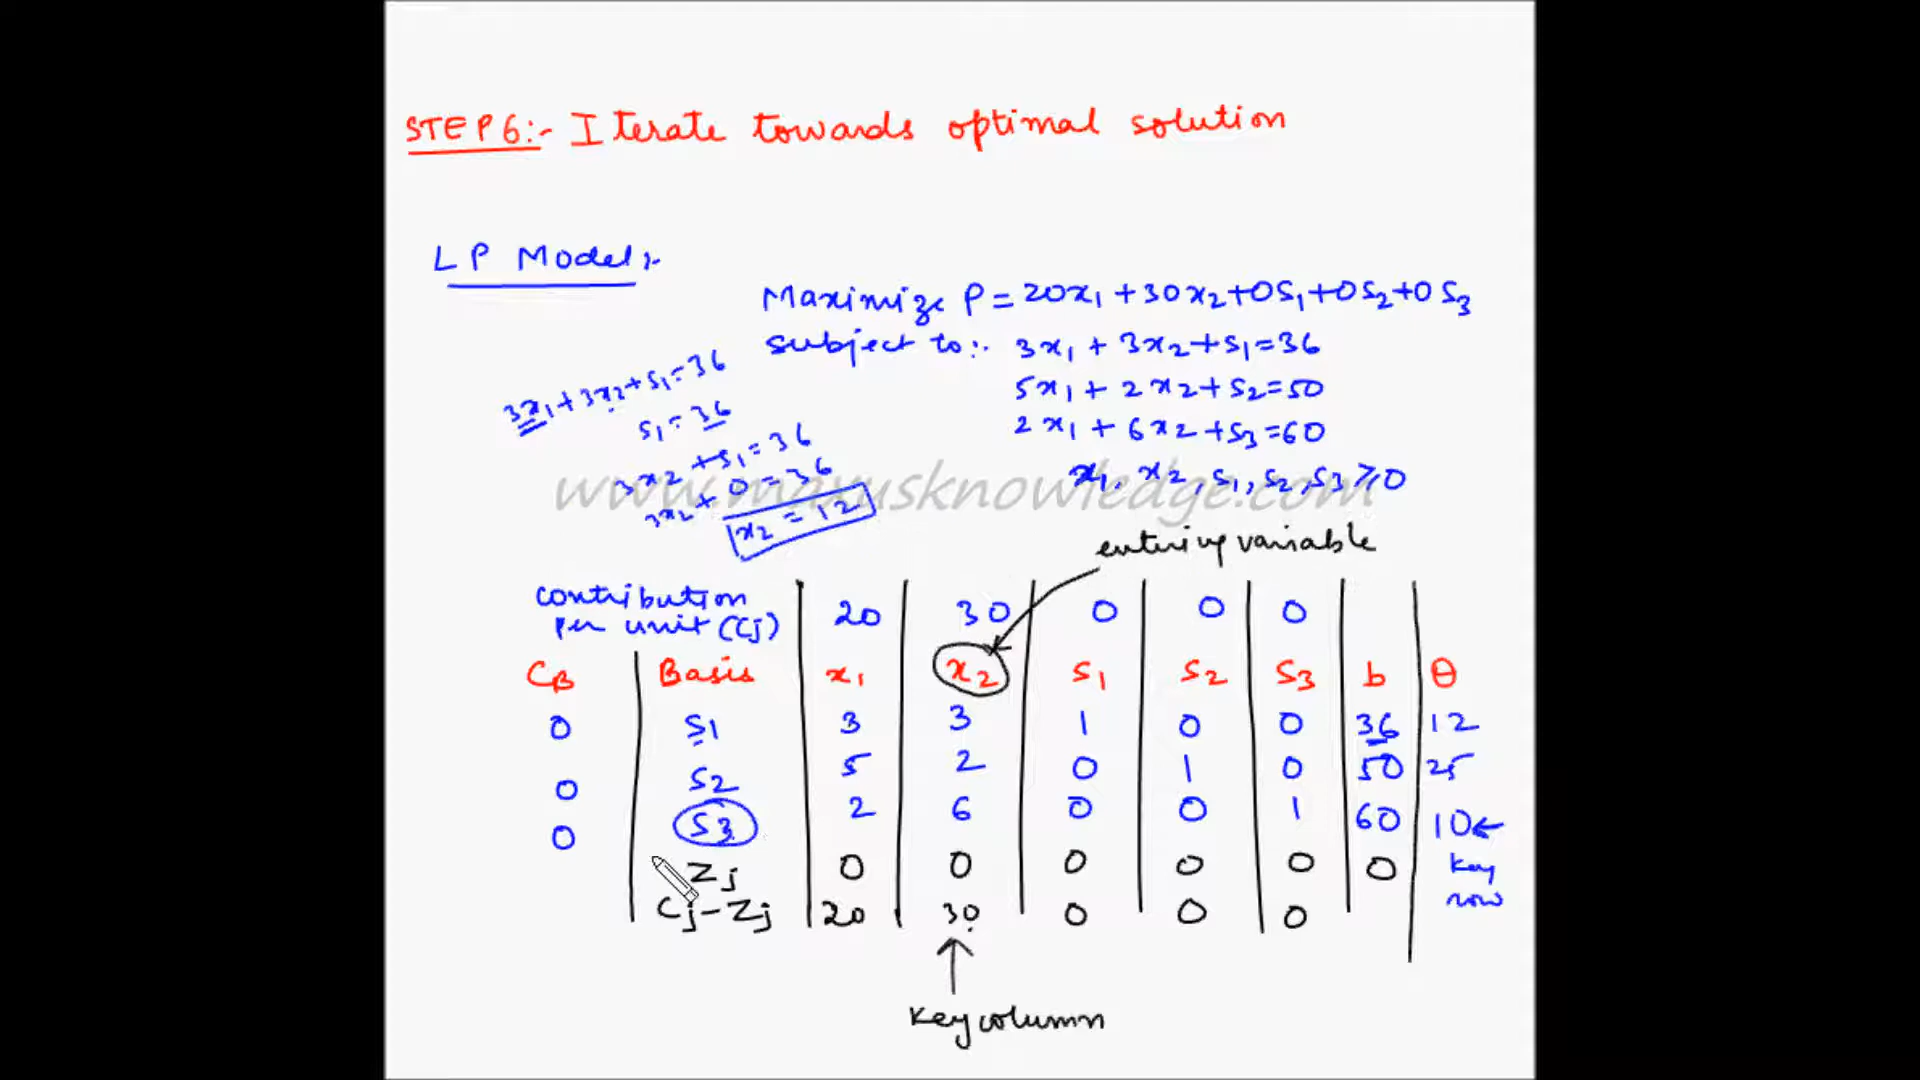 STEP 6:- Iterate towards optimal solution
LP Model:-
Maximize P = 20x₁ + 30x₂ + 0S₁ + 0S₂ + 0S₃
subject to:- 3x₁ + 3x₂ + S₁ = 36
5x₁ + 2x₂ + S₂ = 50
2x₁ + 6x₂ + S₃ = 60
x₁, x₂, S₁, S₂, S₃ ≥ 0
3x₁ + 3x₂ + S₁ = 36
S₁ = 36
3x₂ + S₁ = 36
3x₂ + 0 = 36
x₂ = 12
www.maxusknowledge.com
entering variable
contribution per unit (Cj) 20 30 0 0 0
CB Basis x₁ x₂ S₁ S₂ S₃ b θ
0 S1 3 3 1 0 0 36 12
0 S2 5 2 0 1 0 50 25
0 S3 2 6 0 0 1 60 10 ←
Zj 0 0 0 0 0 0 key
Cj - Zj 20 30 0 0 0 row
key column